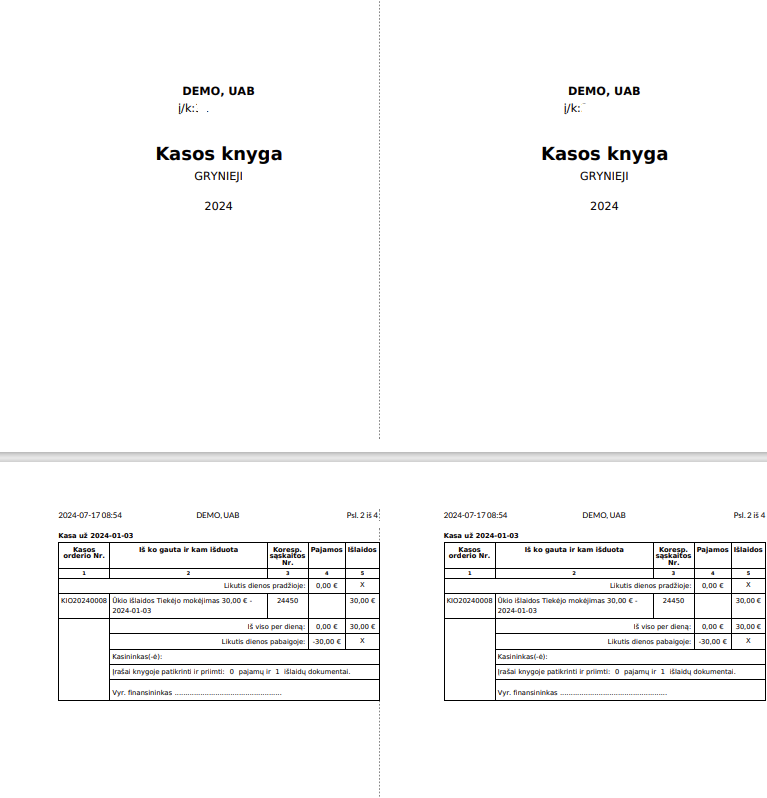 DEMO, UAB
į/k:
Kasos knyga
GRYNIEJI
2024
DEMO, UAB
į/k:
Kasos knyga
GRYNIEJI
2024
2024-07-17 08:54 DEMO, UAB Psl. 2 iš 4
Kasa už 2024-01-03
Kasos orderio Nr. Iš ko gauta ir kam išduota Koresp. sąskaitos Nr. Pajamos Išlaidos
1 2 3 4 5
Likutis dienos pradžioje: 0,00 € X
KIO20240008 Ūkio išlaidos Tiekėjo mokėjimas 30,00 € - 24450 30,00 €
2024-01-03
Iš viso per dieną: 0,00 € 30,00 €
Likutis dienos pabaigoje: -30,00 € X
Kasininkas(-ė):
Įrašai knygoje patikrinti ir priimti: 0 pajamų ir 1 išlaidų dokumentai.
Vyr. finansininkas ..................................................
2024-07-17 08:54 DEMO, UAB Psl. 2 iš 4
Kasa už 2024-01-03
Kasos orderio Nr. Iš ko gauta ir kam išduota Koresp. sąskaitos Nr. Pajamos Išlaidos
1 2 3 4 5
Likutis dienos pradžioje: 0,00 € X
KIO20240008 Ūkio išlaidos Tiekėjo mokėjimas 30,00 € - 24450 30,00 €
2024-01-03
Iš viso per dieną: 0,00 € 30,00 €
Likutis dienos pabaigoje: -30,00 € X
Kasininkas(-ė):
Įrašai knygoje patikrinti ir priimti: 0 pajamų ir 1 išlaidų dokumentai.
Vyr. finansininkas ..................................................